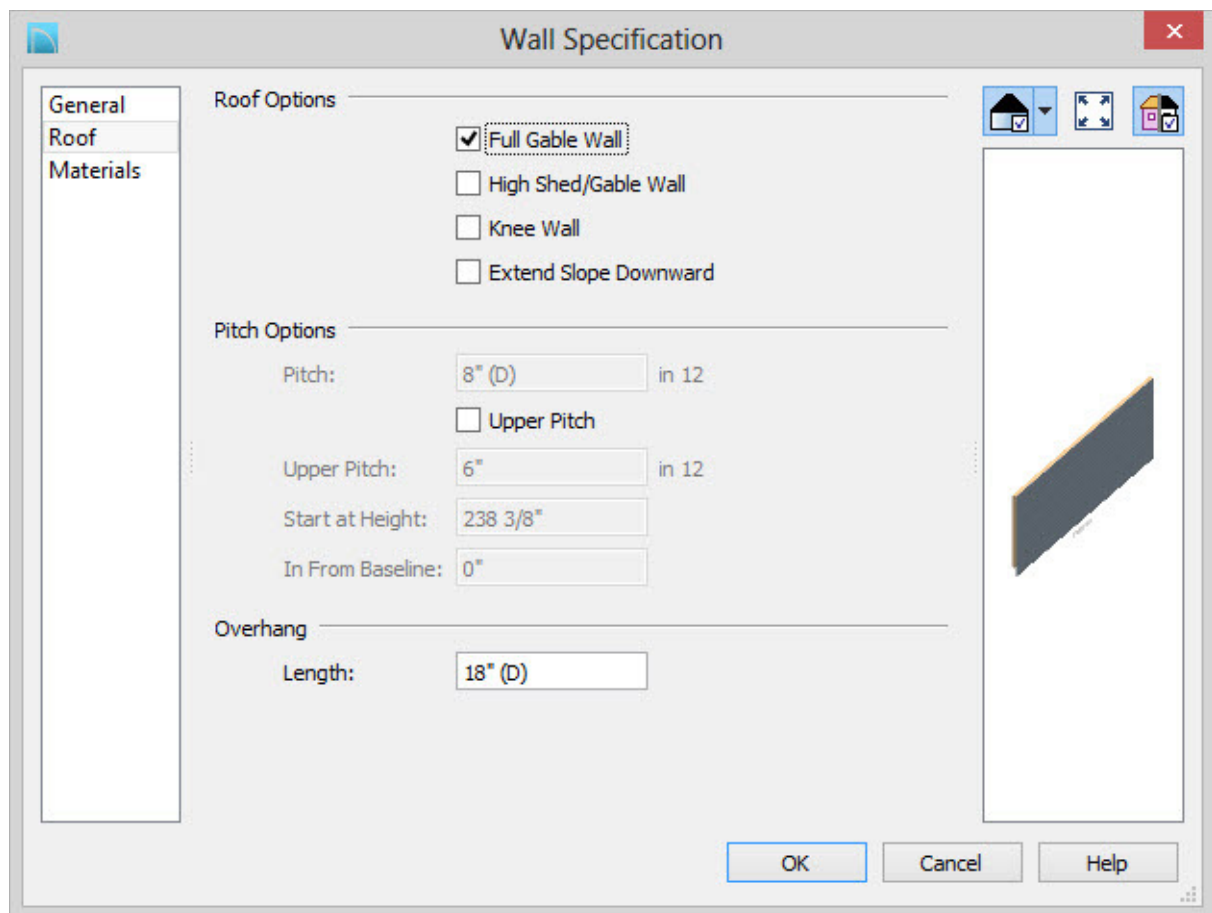 Wall Specification
General
Roof
Materials
Roof Options
Full Gable Wall
High Shed/Gable Wall
Knee Wall
Extend Slope Downward
Pitch Options
Pitch: 8" (D) in 12
Upper Pitch
Upper Pitch: 6" in 12
Start at Height: 238 3/8"
In From Baseline: 0"
Overhang
Length: 18" (D)
OK Cancel Help